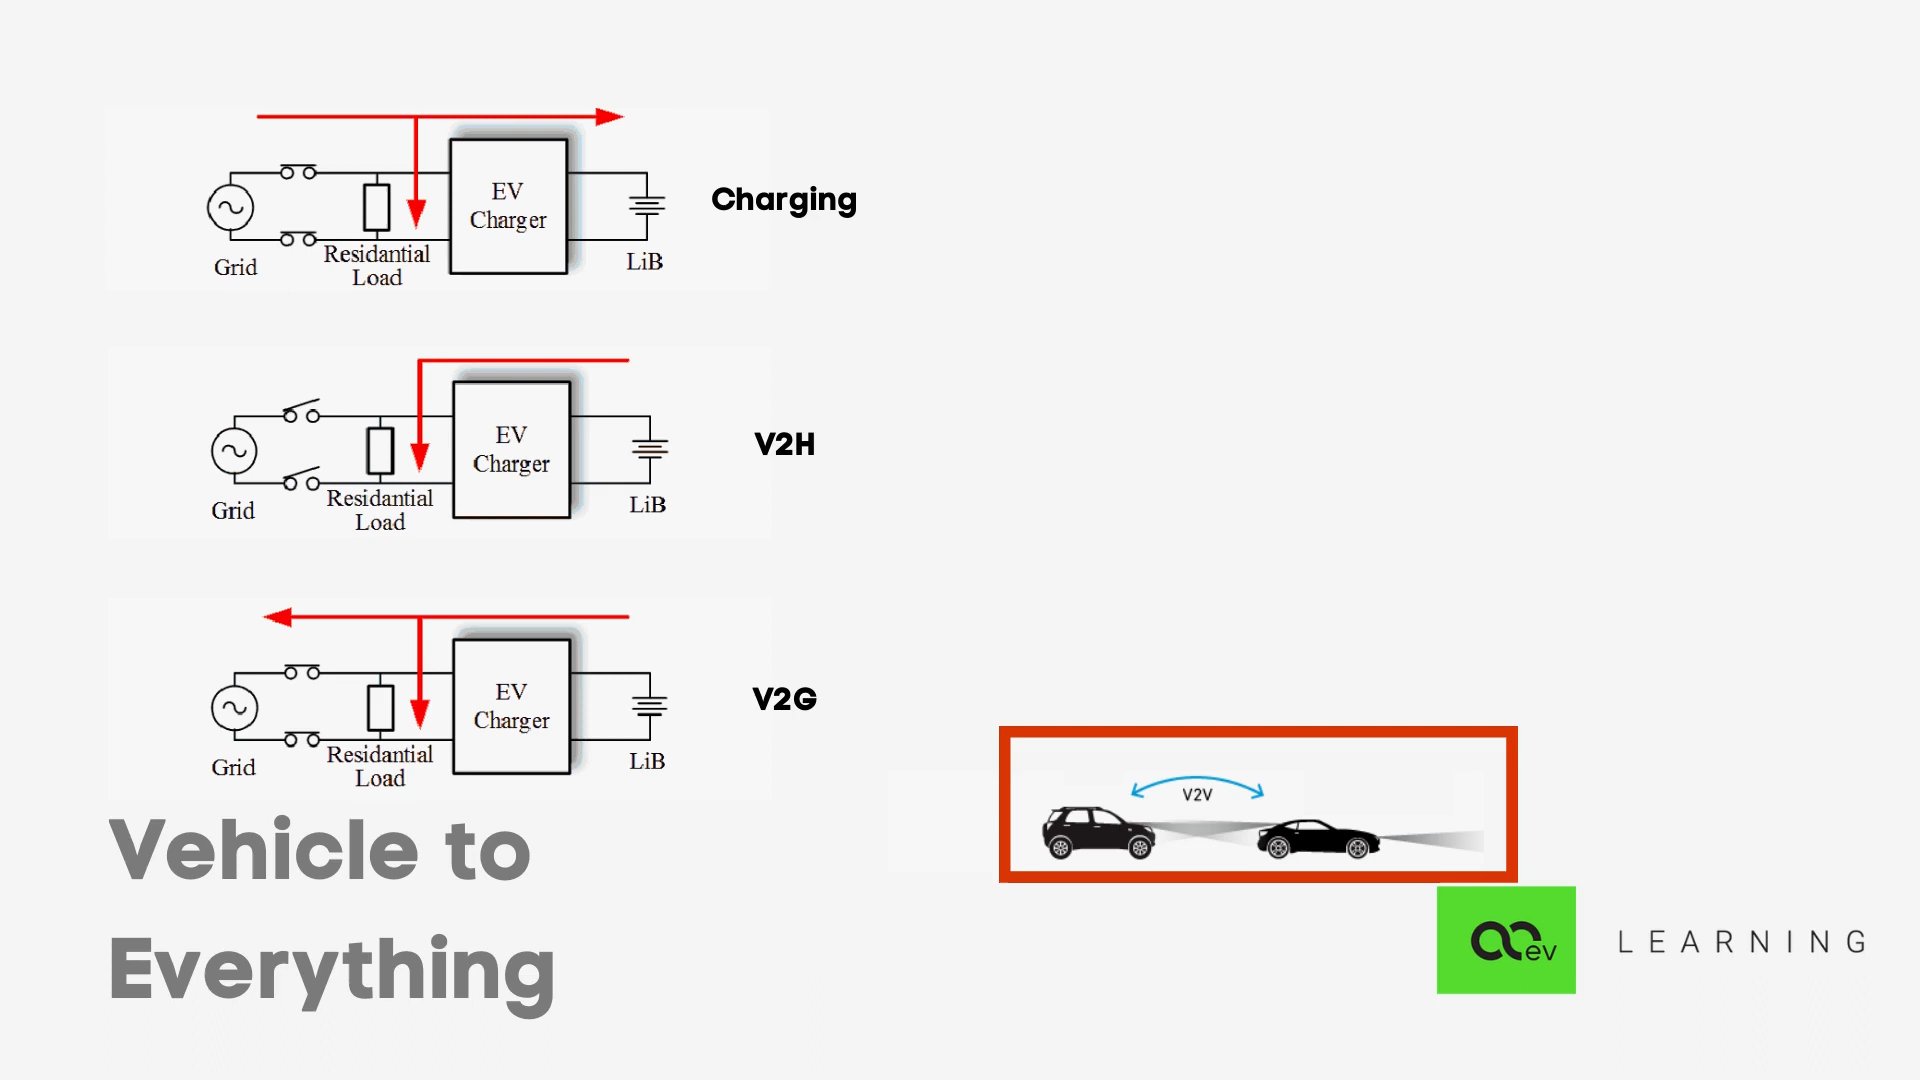 EV
Charger
Charging
Residantial
Load
Grid
LiB
EV
Charger
V2H
Residantial
Load
Grid
LiB
EV
Charger
V2G
Residantial
Load
Grid
LiB
V2V
Vehicle to
Everything
ev
LEARNING